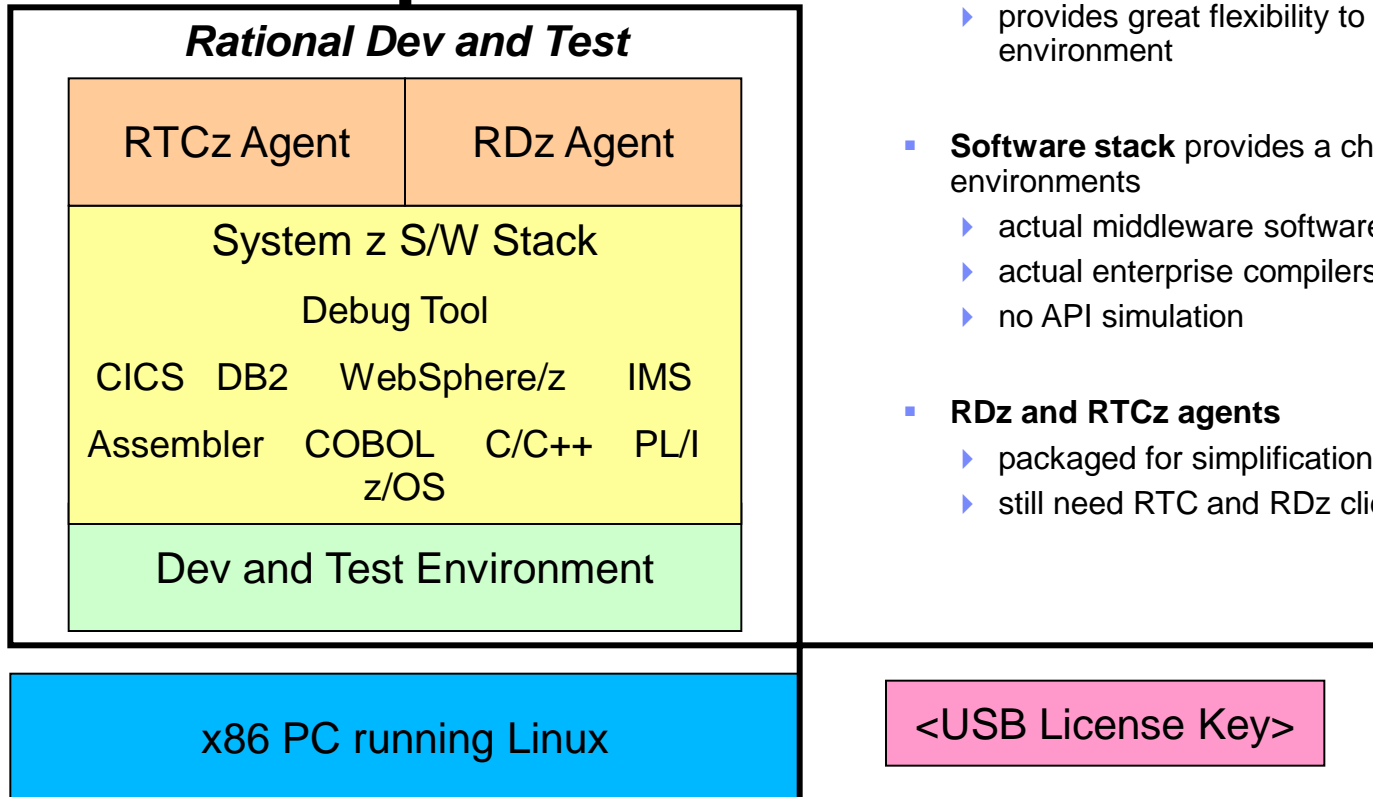 Rational Dev and Test
RTCz Agent
RDz Agent
System z S/W Stack
Debug Tool
CICS DB2 WebSphere/z IMS
Assembler COBOL C/C++ PL/I
z/OS
Dev and Test Environment
x86 PC running Linux
provides great flexibility to
environment
Software stack provides a
environments
actual middleware software
actual enterprise compilers
no API simulation
RDz and RTCz agents
packaged for simplification
still need RTC and RDz
<USB License Key>